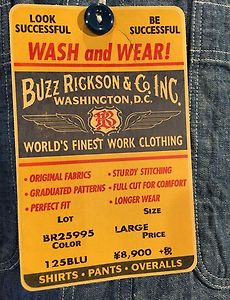 LOOK BE
SUCCESSFUL SUCCESSFUL
WASH and WEAR!
BUZZ RICKSON & Co INC.
WASHINGTON, D.C.
BR
WORLD'S FINEST WORK CLOTHING
• ORIGINAL FABRICS • STURDY STITCHING
• GRADUATED PATTERNS • FULL CUT FOR COMFORT
• PERFECT FIT • LONGER WEAR
Lot Size
BR25995 LARGE
Color Price
125BLU ¥8,900 +税
SHIRTS · PANTS · OVERALLS